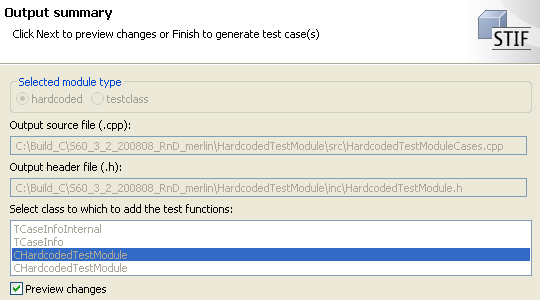 Output summary
Click Next to preview changes or Finish to generate test case(s)
STIF
Selected module type
hardcoded testclass
Output source file (.cpp):
C:\Build_C\S60_3_2_200808_RnD_merlin\HardcodedTestModule\src\HardcodedTestModuleCases.cpp
Output header file (.h):
C:\Build_C\S60_3_2_200808_RnD_merlin\HardcodedTestModule\inc\HardcodedTestModule.h
Select class to which to add the test functions:
TCaseInfoInternal
TCaseInfo
CHardcodedTestModule
CHardcodedTestModule
Preview changes